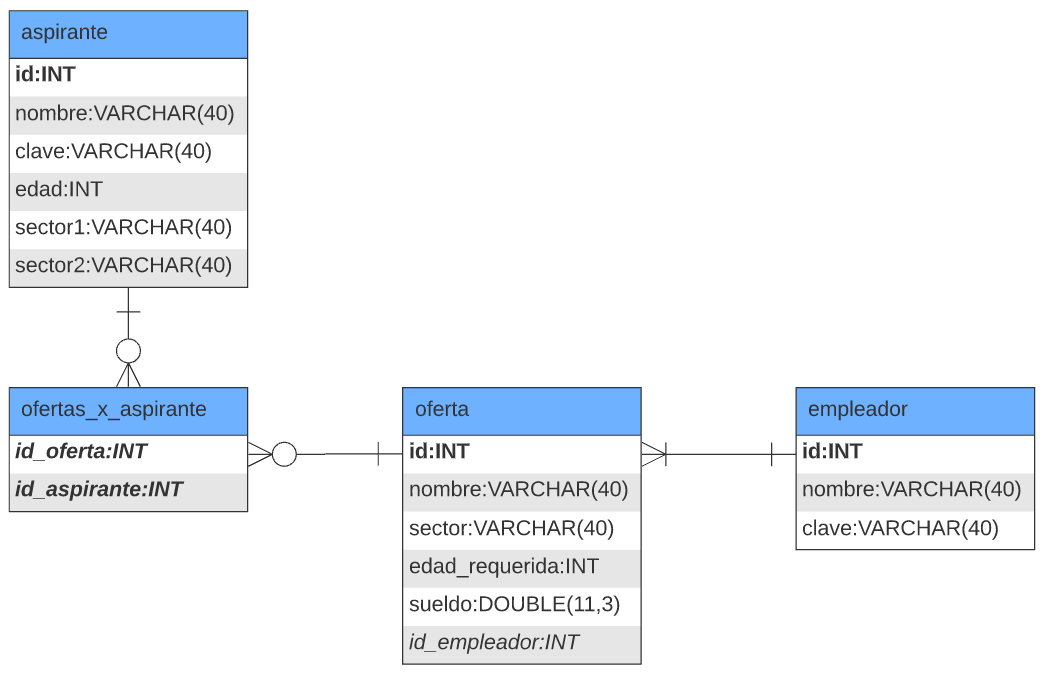 aspirante
id:INT
nombre:VARCHAR(40)
clave:VARCHAR(40)
edad:INT
sector1:VARCHAR(40)
sector2:VARCHAR(40)
ofertas_x_aspirante
id_oferta:INT
id_aspirante:INT
oferta
id:INT
nombre:VARCHAR(40)
sector:VARCHAR(40)
edad_requerida:INT
sueldo:DOUBLE(11,3)
id_empleador:INT
empleador
id:INT
nombre:VARCHAR(40)
clave:VARCHAR(40)